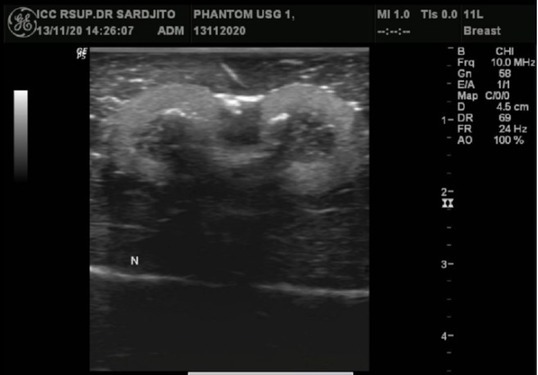 ICC RSUP.DR SARDJITO
13/11/20 14:26:07 ADM
PHANTOM USG 1,
13112020
MI 1.0 TIs 0.0 11L
--:--:-- Breast
B CHI
Frq 10.0 MHz
Gn 58
E/A 1/1
Map C/0/0
D 4.5 cm
DR 69
FR 24 Hz
AO 100 %
1
2
3
4
N